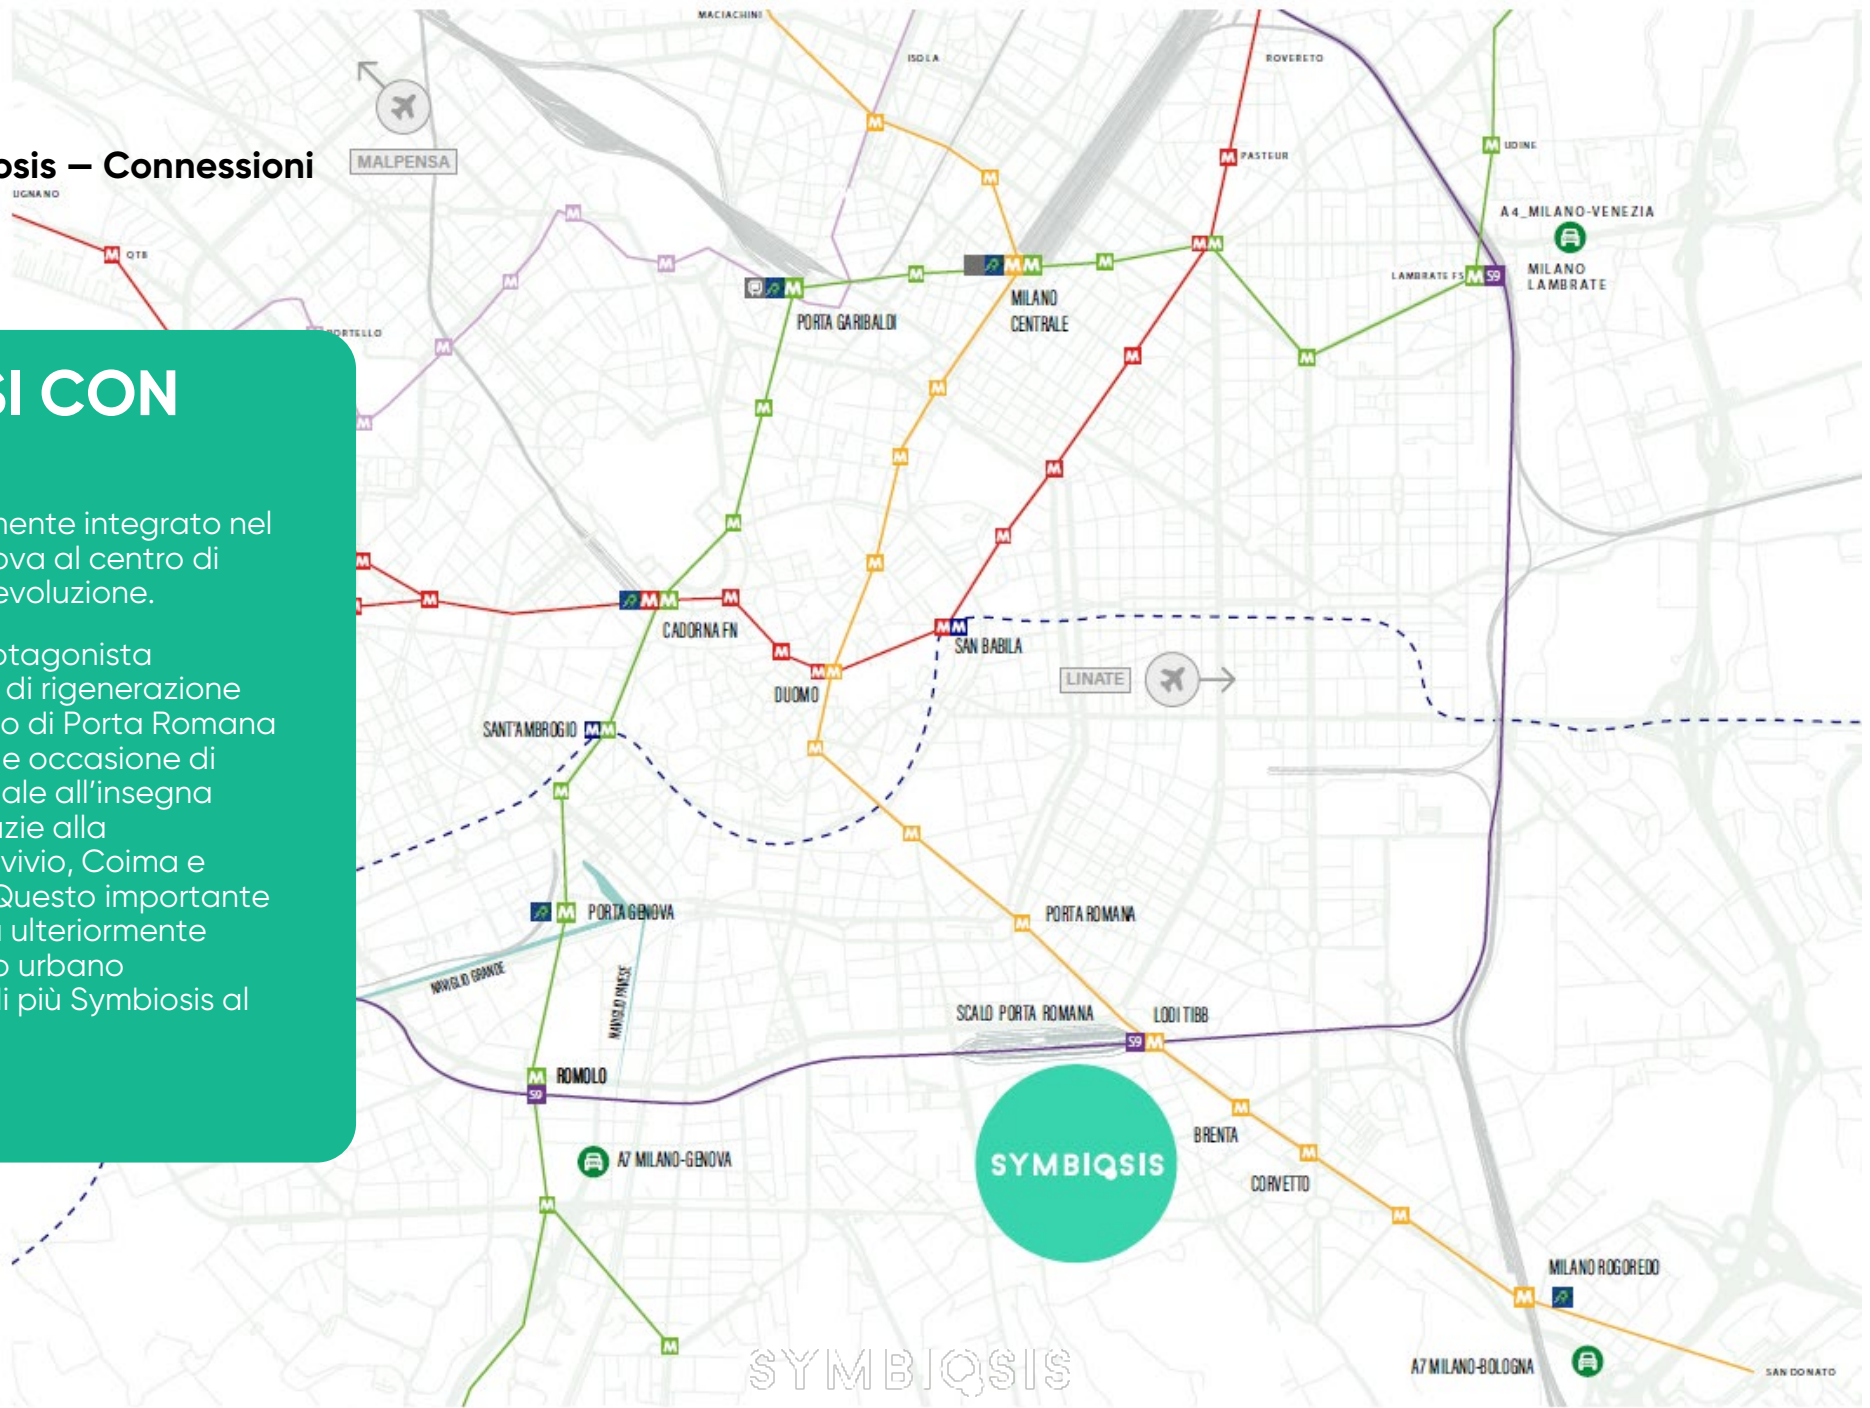 MACIACHINI
ISOLA
ROVERETO
osis — Connessioni
MALPENSA
UGNANO
M QT8
M PASTEUR
M UDINE
A4_MILANO-VENEZIA
MILANO
LAMBRATE
LAMBRATE FS M S9
PORTA GARIBALDI
MILANO
CENTRALE
PORTELLO
SI CON
mente integrato nel
ova al centro di
evoluzione.
otagonista
di rigenerazione
o di Porta Romana
e occasione di
ale all'insegna
azie alla
vivio, Coima e
Questo importante
a ulteriormente
o urbano
di più Symbiosis al
CADORNA FN
SAN BABILA
LINATE
DUOMO
SANT'AMBROGIO
PORTA GENOVA
PORTA ROMANA
NAVIGLIO GRANDE
NAVIGLIO PAVESE
SCALO PORTA ROMANA
LODI TIBB
S9 M
ROMOLO
S9
A7 MILANO-GENOVA
SYMBIOSIS
BRENTA
CORVETTO
MILANO ROGOREDO
A7 MILANO-BOLOGNA
SAN DONATO
SYMBIOSIS